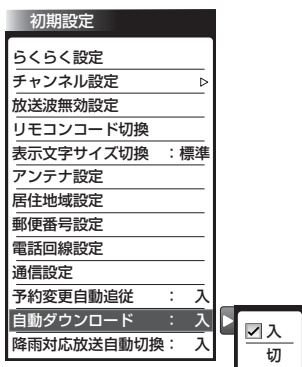 初期設定
らくらく設定
チャンネル設定 ▷
放送波無効設定
リモコンコード切換
表示文字サイズ切換 ：標準
アンテナ設定
居住地域設定
郵便番号設定
電話回線設定
通信設定
予約変更自動追従 ： 入
自動ダウンロード ： 入
降雨対応放送自動切換： 入
入
切